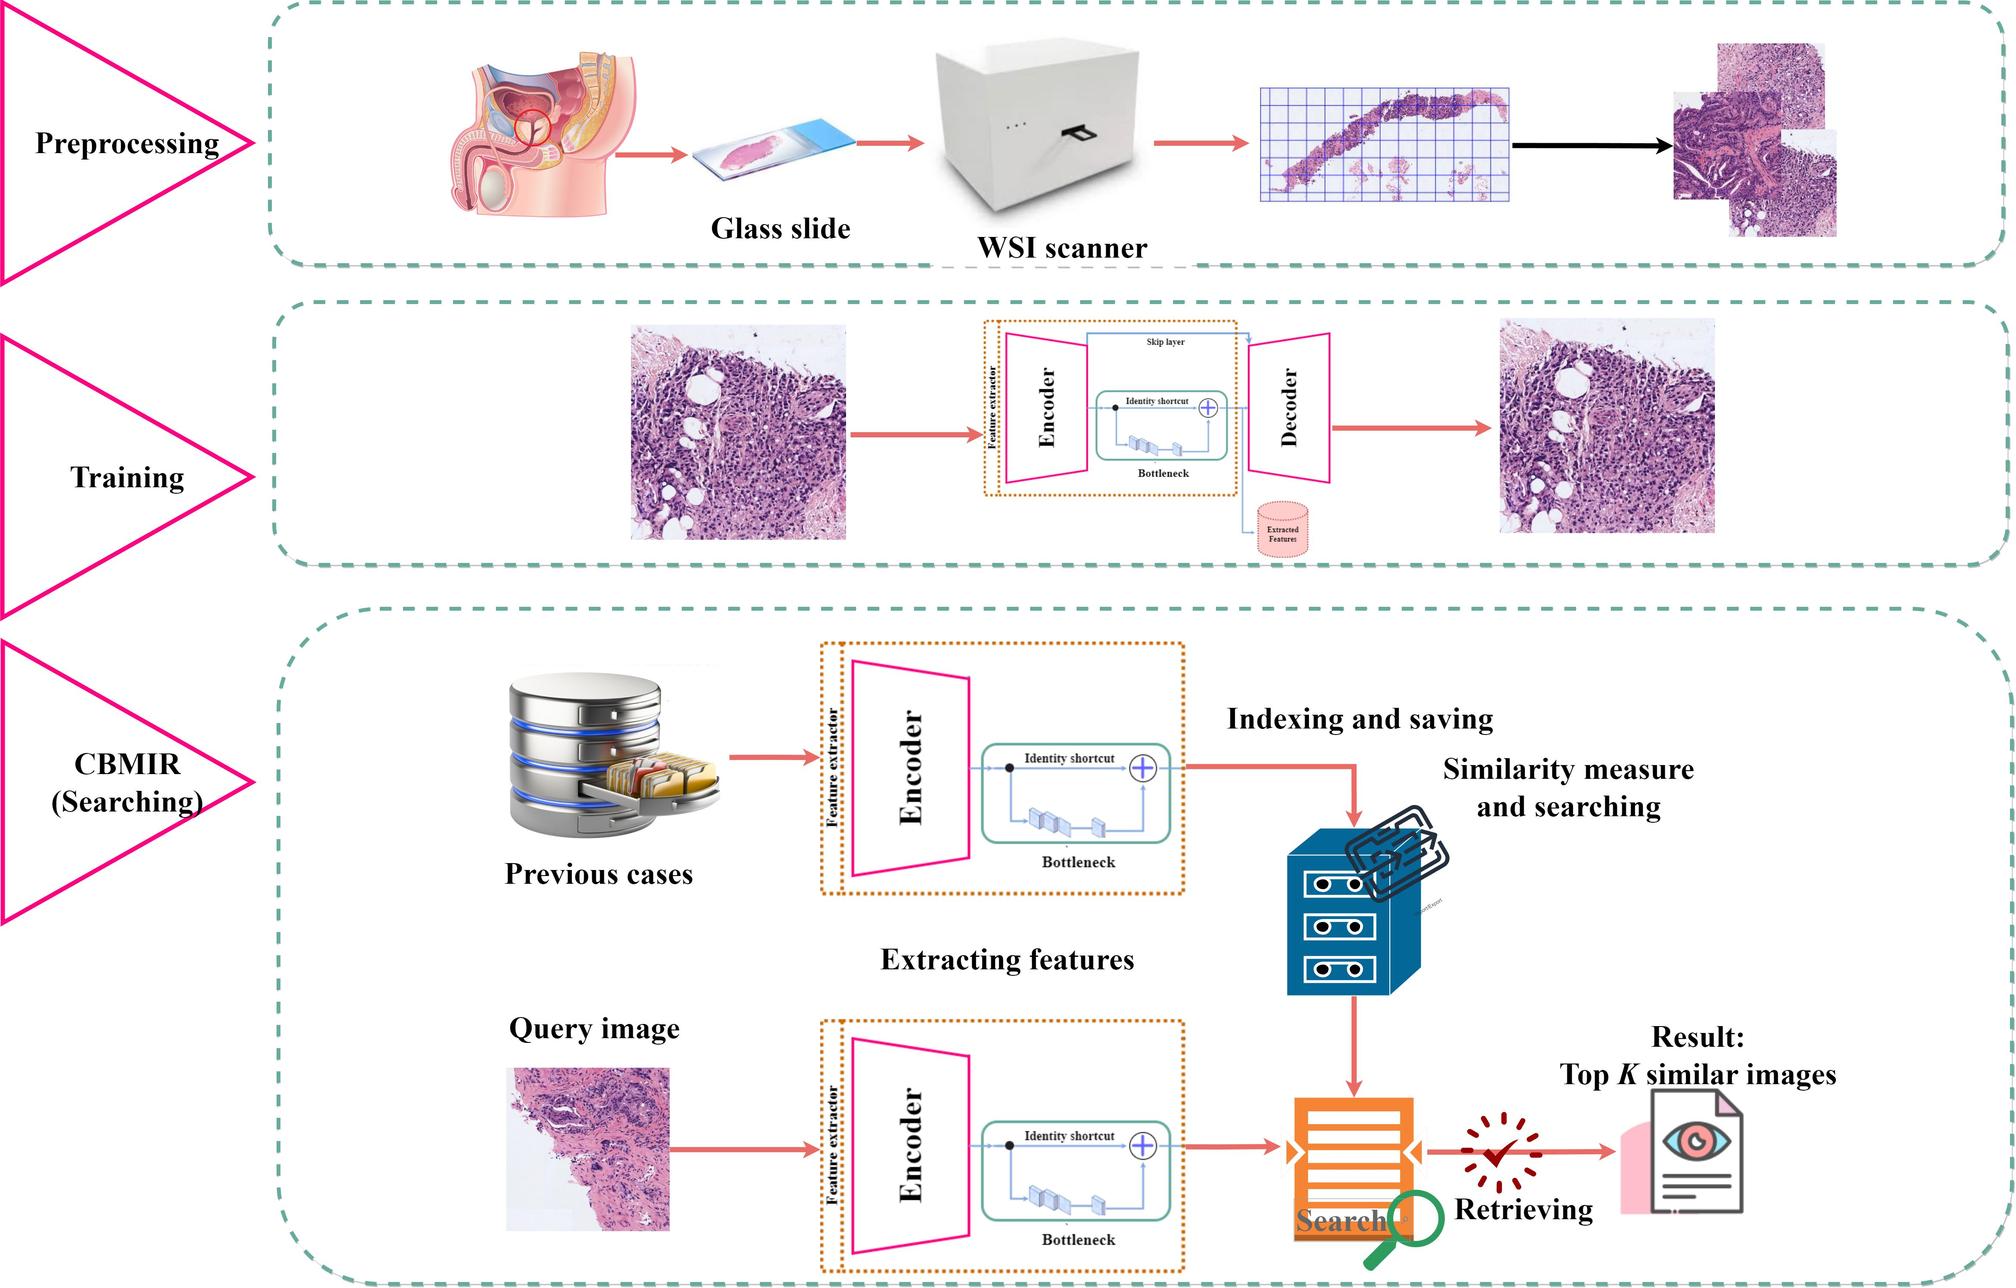 Preprocessing
Glass slide
WSI scanner
Training
Feature extractor
Encoder
Skip layer
Identity shortcut
Bottleneck
Decoder
Extracted
Features
CBMIR
(Searching)
Previous cases
Feature extractor
Encoder
Identity shortcut
Bottleneck
Indexing and saving
Similarity measure
and searching
Extracting features
Query image
Feature extractor
Encoder
Identity shortcut
Bottleneck
Search
Retrieving
Result:
Top K similar images